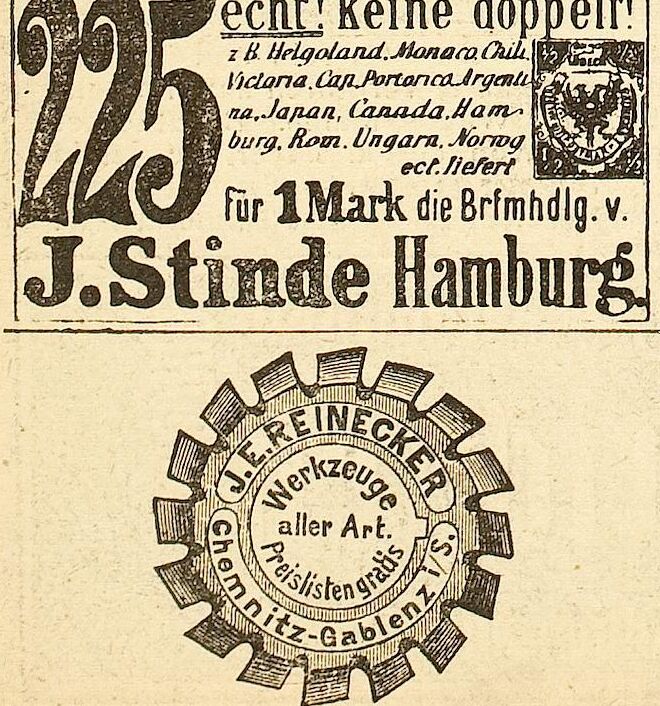 225 echt! keine doppelt!
z B. Helgoland. Monaco. Chili.
Victoria. Cap. Portorico. Argenti
na. Japan, Canada. Ham-
burg. Rom. Ungarn. Norwg
ect. liefert
für 1 Mark die Brfmhdlg. v.
J. Stinde Hamburg.
J.E. REINECKER
Werkzeuge
aller Art.
Preislisten gratis
Chemnitz-Gablenz i/S.